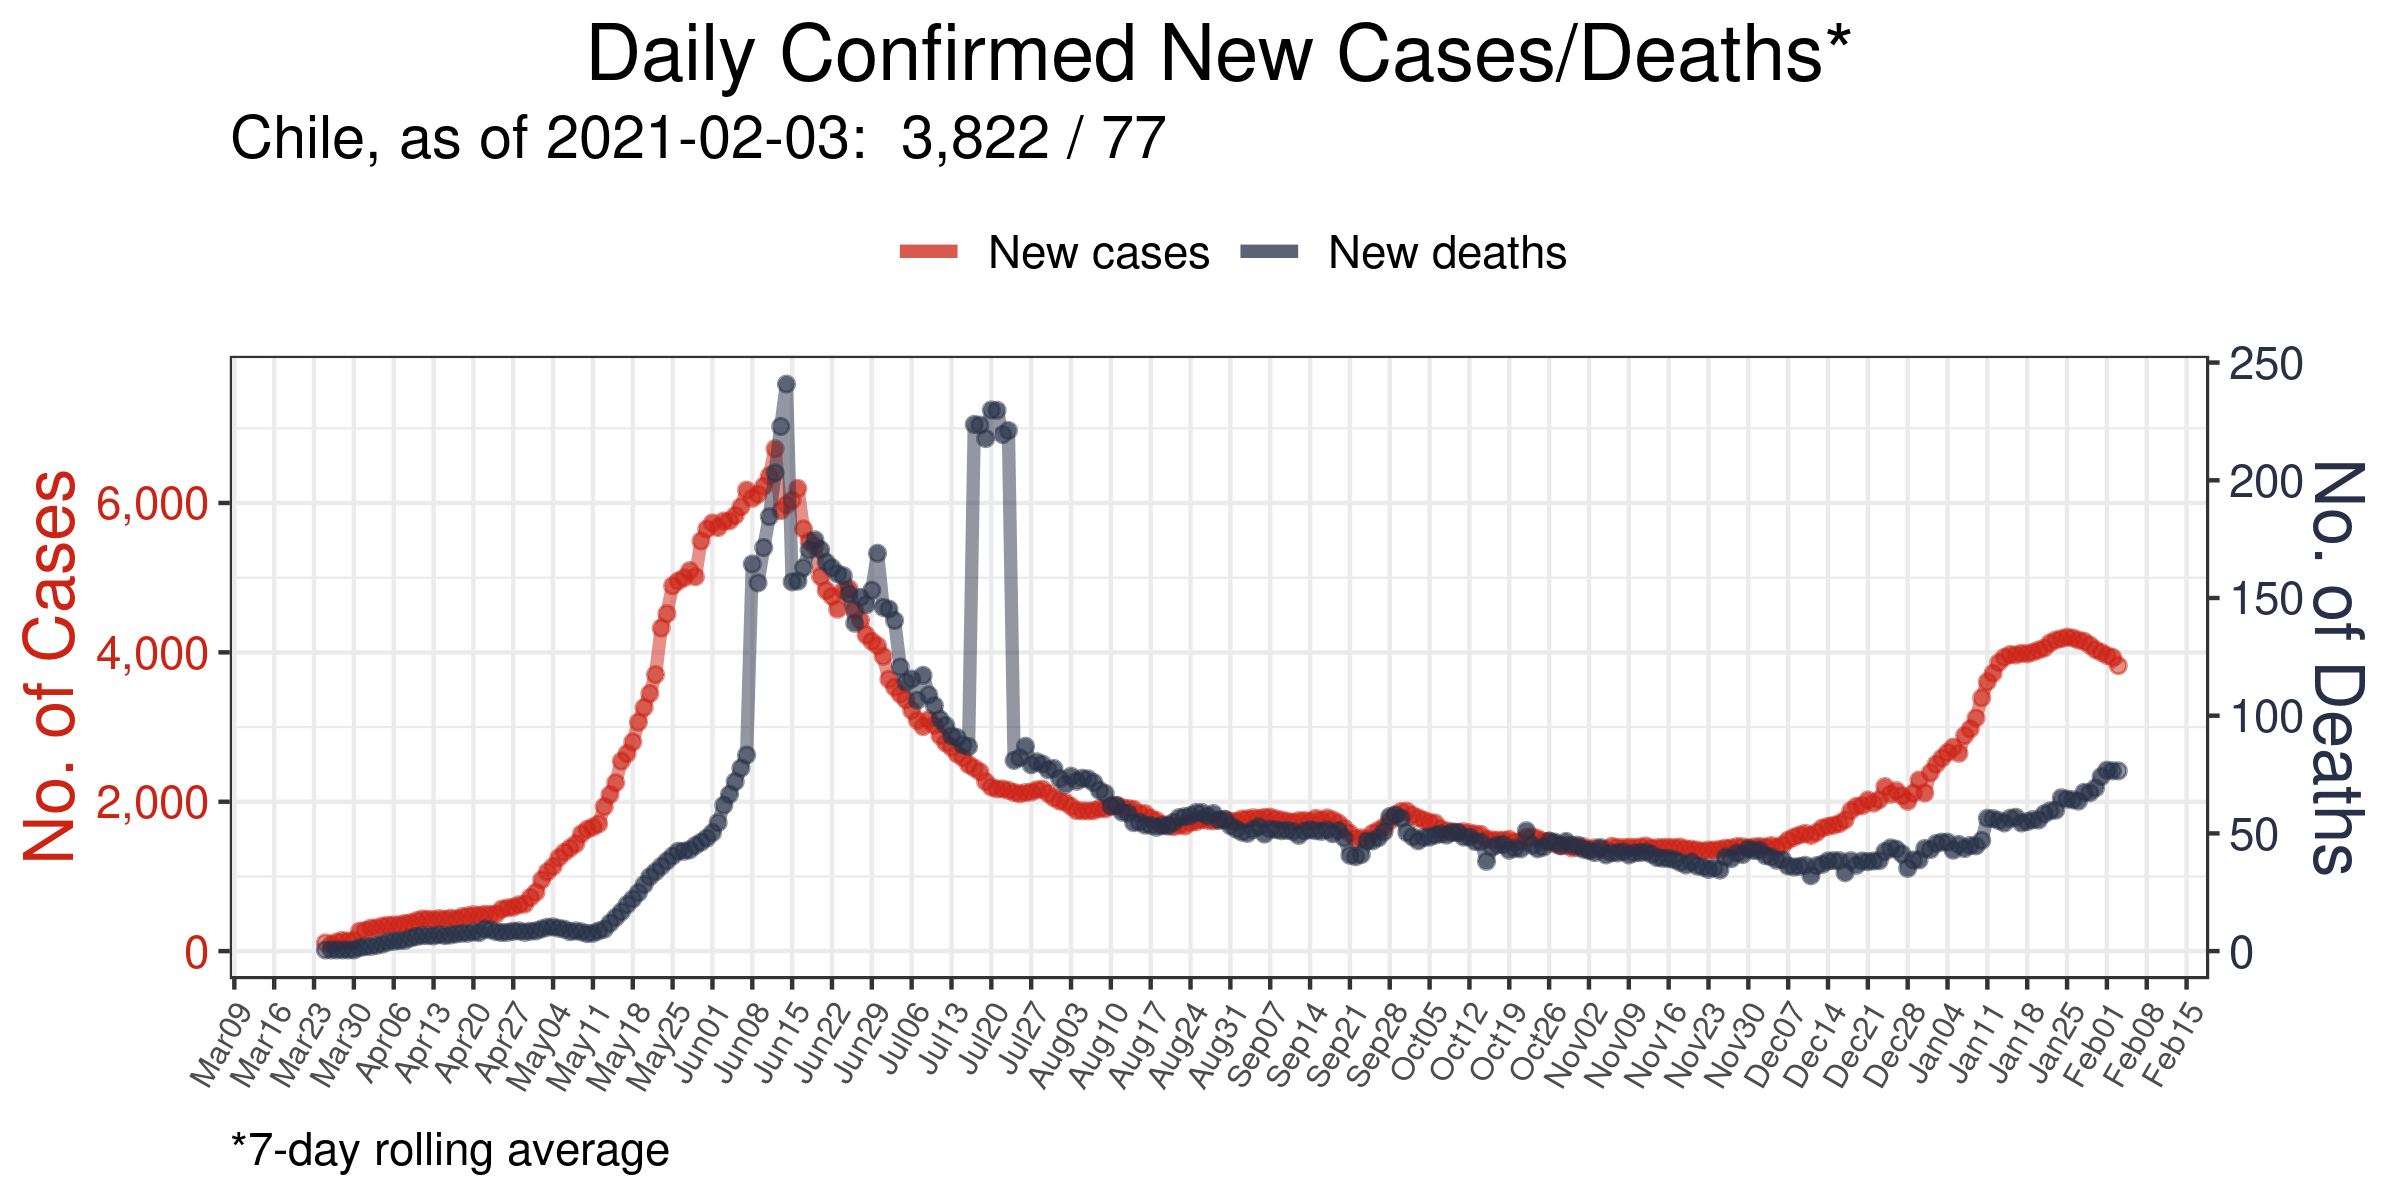 Daily Confirmed New Cases/Deaths*
Chile, as of 2021-02-03:  3,822 / 77
New cases
New deaths
No. of Cases
6,000
4,000
2,000
0
250
200
150
100
50
0
No. of Deaths
Mar09
Mar16
Mar23
Mar30
Apr06
Apr13
Apr20
Apr27
May04
May11
May18
May25
Jun01
Jun08
Jun15
Jun22
Jun29
Jul06
Jul13
Jul20
Jul27
Aug03
Aug10
Aug17
Aug24
Aug31
Sep07
Sep14
Sep21
Sep28
Oct05
Oct12
Oct19
Oct26
Nov02
Nov09
Nov16
Nov23
Nov30
Dec07
Dec14
Dec21
Dec28
Jan04
Jan11
Jan18
Jan25
Feb01
Feb08
Feb15
*7-day rolling average